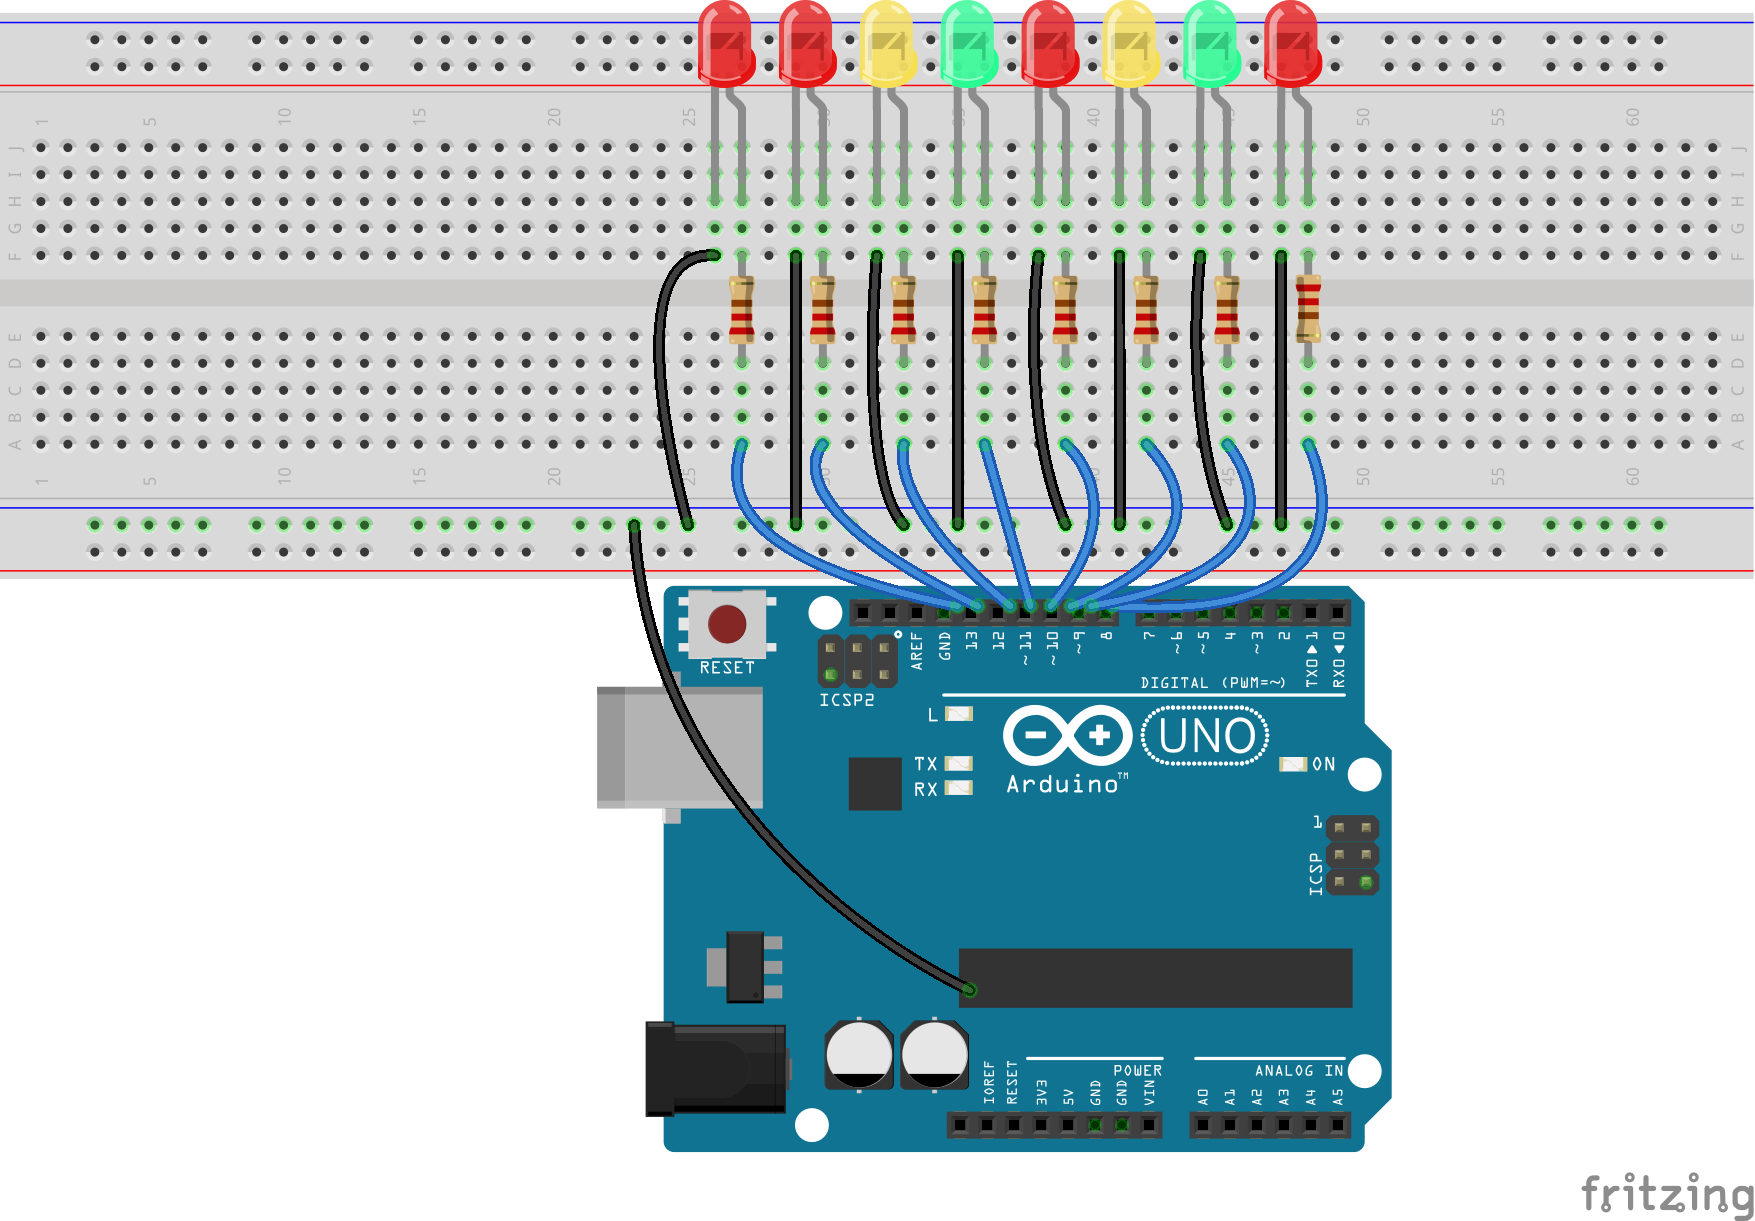 1 5 10 15 20 25 30 35 40 45 50 55 60
J J
I I
H H
G G
F F
E E
D D
C C
B B
A A
1 5 10 15 20 25 30 40 45 50 55 60
RESET
AREF GND 13 12 ~11 ~10 ~9 8 7 ~6 ~5 4 ~3 2 TX0▶1 RX0◀0
ICSP2
DIGITAL (PWM=~)
L
TX
RX
Arduino™
UNO
ON
1
ICSP
IOREF RESET 3V3 5V GND GND VIN
POWER
ANALOG IN
A0 A1 A2 A3 A4 A5
fritzing